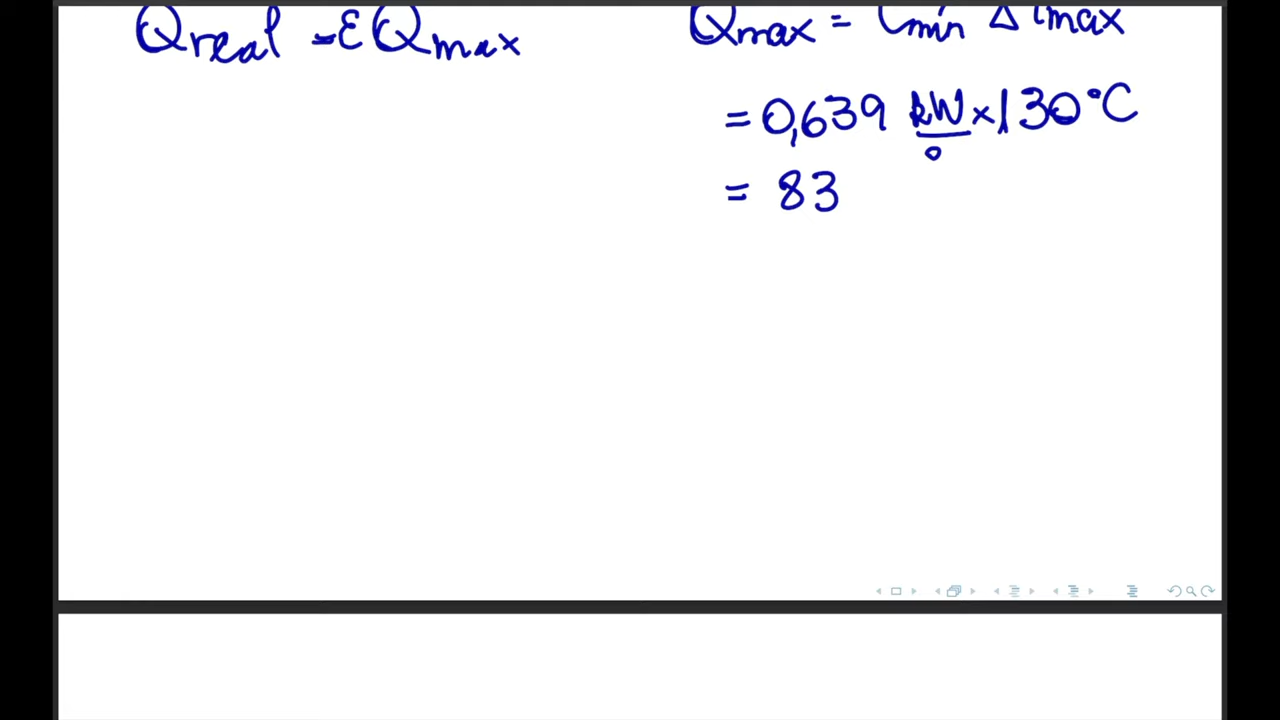 Qreal = εQmax
Qmax = Cmin ΔTmax
= 0,639 kW/° × 130°C
= 83